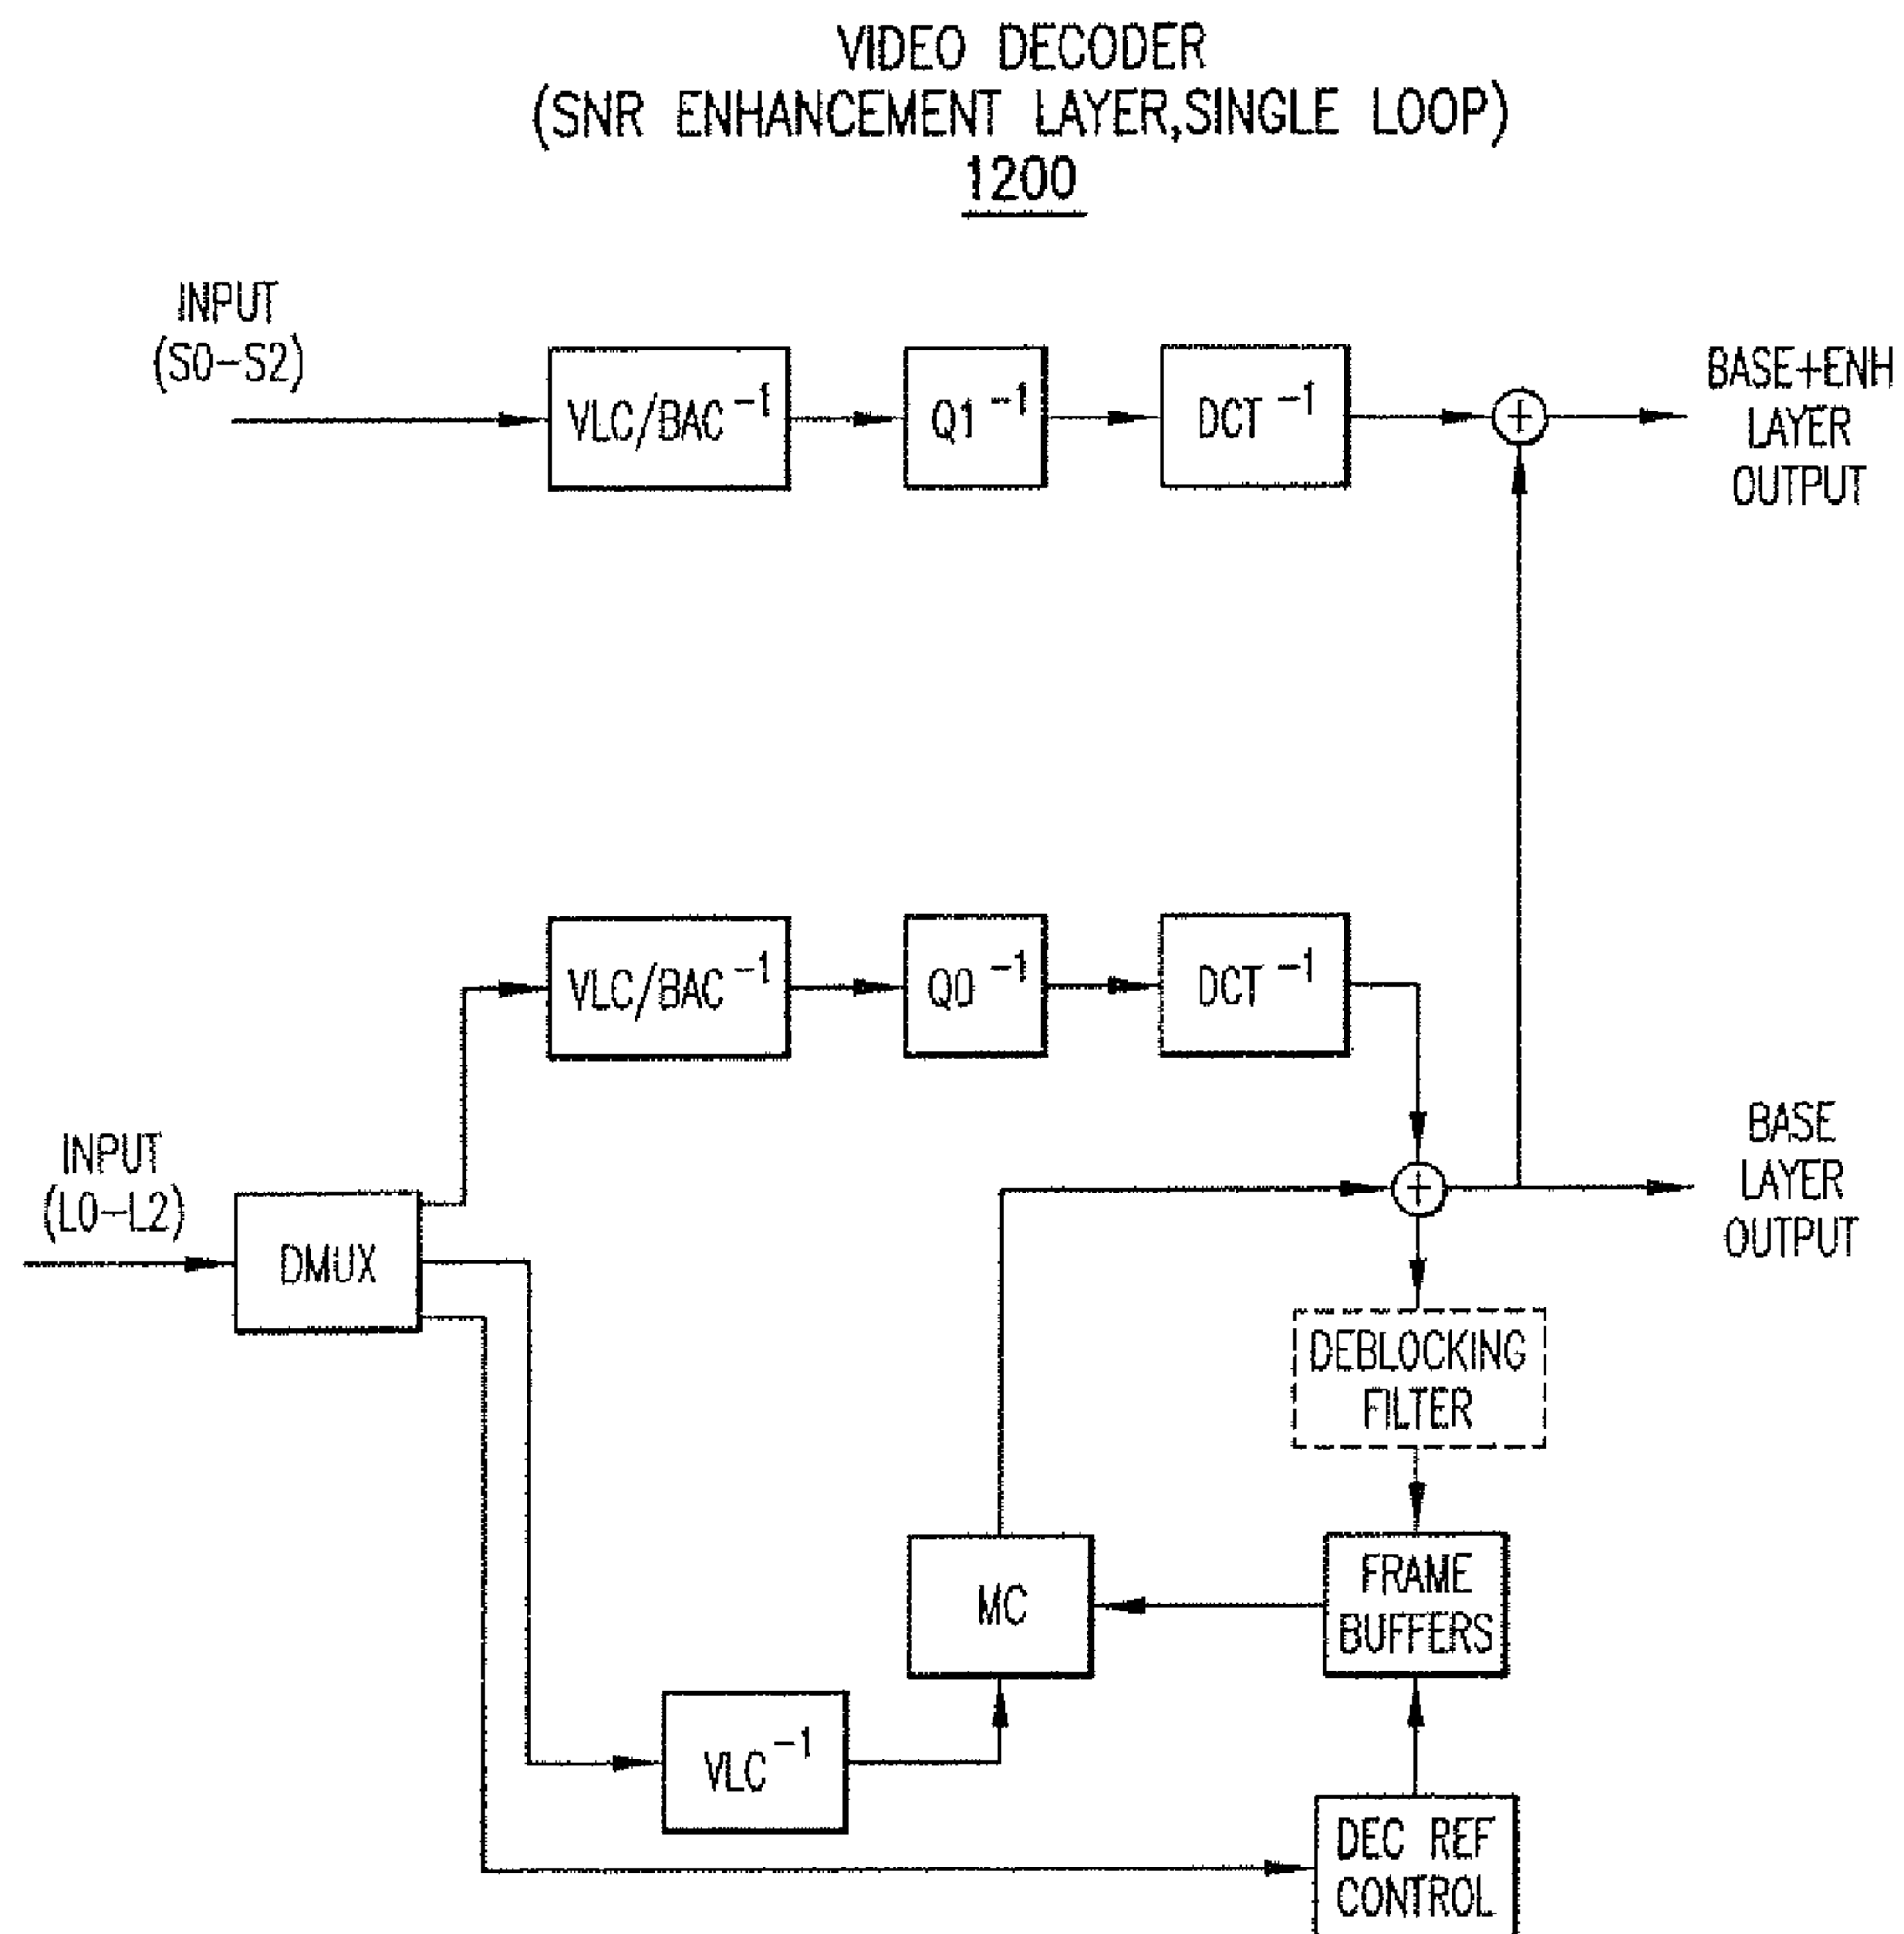 VIDEO DECODER
(SNR ENHANCEMENT LAYER,SINGLE LOOP)
1200
INPUT
(S0-S2)
VLC/BAC⁻¹
Q1⁻¹
DCT⁻¹
+
BASE+ENH
LAYER
OUTPUT
VLC/BAC⁻¹
Q0⁻¹
DCT⁻¹
INPUT
(L0-L2)
DMUX
+
BASE
LAYER
OUTPUT
DEBLOCKING
FILTER
MC
FRAME
BUFFERS
VLC⁻¹
DEC REF
CONTROL